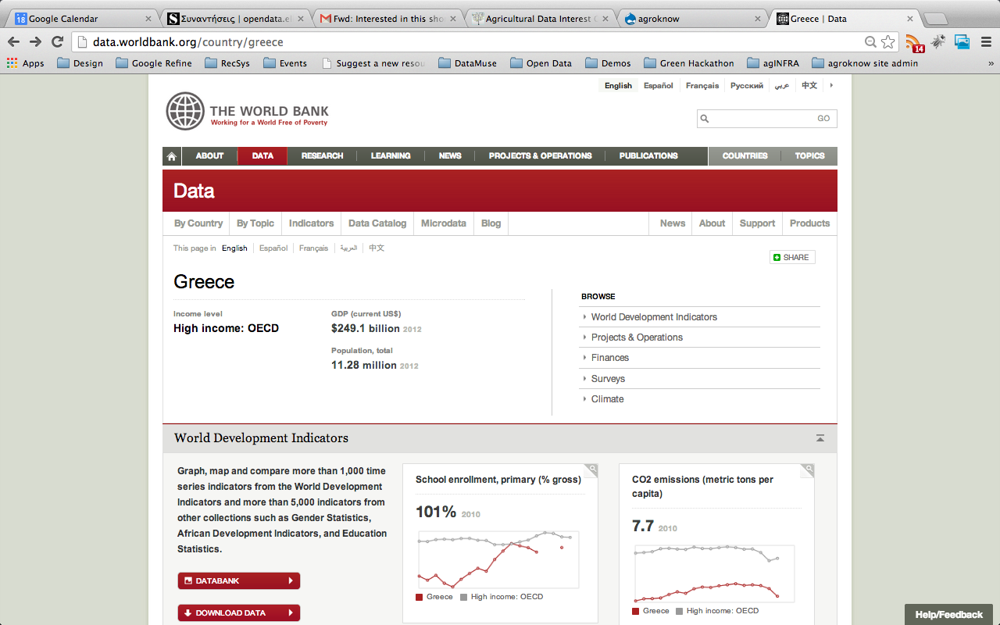 Google Calendar
Συναντήσεις | opendata.el
Fwd: Interested in this sho
Agricultural Data Interest G
agroknow
Greece | Data
data.worldbank.org/country/greece
14
Apps
Design
Google Refine
RecSys
Events
Suggest a new resou
DataMuse
Open Data
Demos
Green Hackathon
agINFRA
agroknow site admin
»
English Español Français Русский عربي 中文
THE WORLD BANK
Working for a World Free of Poverty
GO
ABOUT DATA RESEARCH LEARNING NEWS PROJECTS & OPERATIONS PUBLICATIONS COUNTRIES TOPICS
Data
By Country By Topic Indicators Data Catalog Microdata Blog News About Support Products
This page in English Español Français العربية 中文
SHARE
Greece
Income level
High income: OECD
GDP (current US$)
$249.1 billion 2012
Population, total
11.28 million 2012
BROWSE
World Development Indicators
Projects & Operations
Finances
Surveys
Climate
World Development Indicators
Graph, map and compare more than 1,000 time
series indicators from the World Development
Indicators and more than 5,000 indicators from
other collections such as Gender Statistics,
African Development Indicators, and Education
Statistics.
DATABANK
DOWNLOAD DATA
School enrollment, primary (% gross)
101% 2010
Greece High income: OECD
CO2 emissions (metric tons per
capita)
7.7 2010
Greece High income: OECD
Help/Feedback